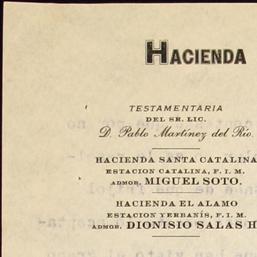 HACIENDA
TESTAMENTARIA
DEL SR. LIC.
D. Pablo Martínez del Río.
HACIENDA SANTA CATALINA
ESTACION CATALINA, F. I. M.
ADMOR. MIGUEL SOTO.
HACIENDA EL ALAMO
ESTACION YERBANÍS, F. I. M.
ADMOR. DIONISIO SALAS H